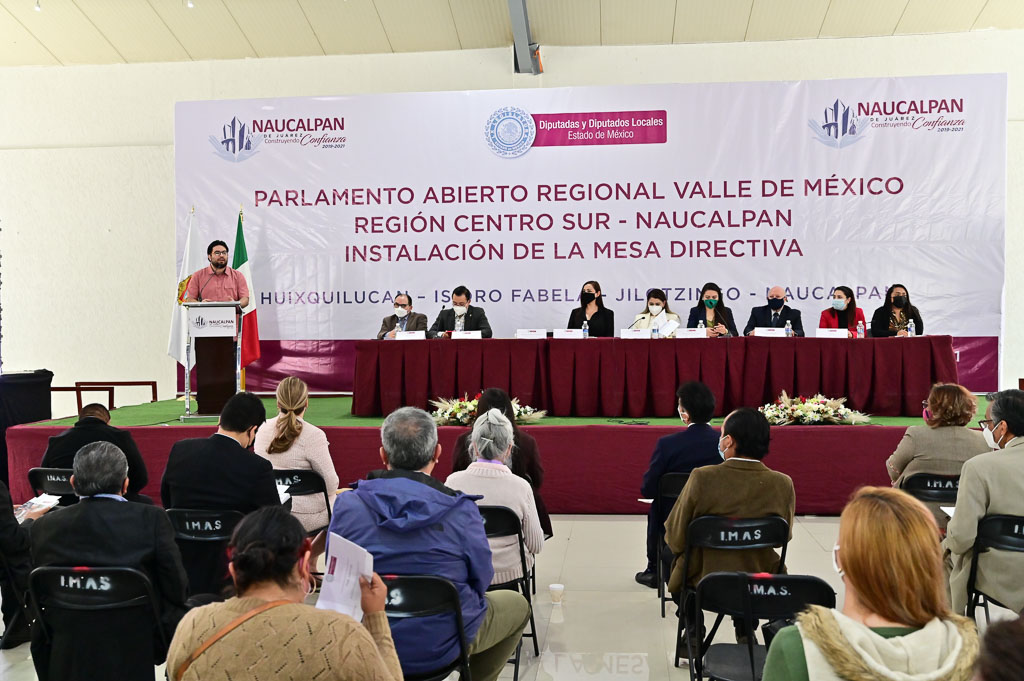 NAUCALPAN
DE JUÁREZ
Construyendo Confianza
2019-2021
Diputadas y Diputados Locales
Estado de México
NAUCALPAN
DE JUÁREZ
Construyendo Confianza
2019-2021
PARLAMENTO ABIERTO REGIONAL VALLE DE MÉXICO
REGIÓN CENTRO SUR - NAUCALPAN
INSTALACIÓN DE LA MESA DIRECTIVA
HUIXQUILUCAN - ISIDRO FABELA - JILOTZINGO - NAUCALPAN
NAUCALPAN
I.M.A.S
I.M.A.S
I.M.A.S
I.M.A.S
I.M.A.S
I.M.A.S
I.M.A.S